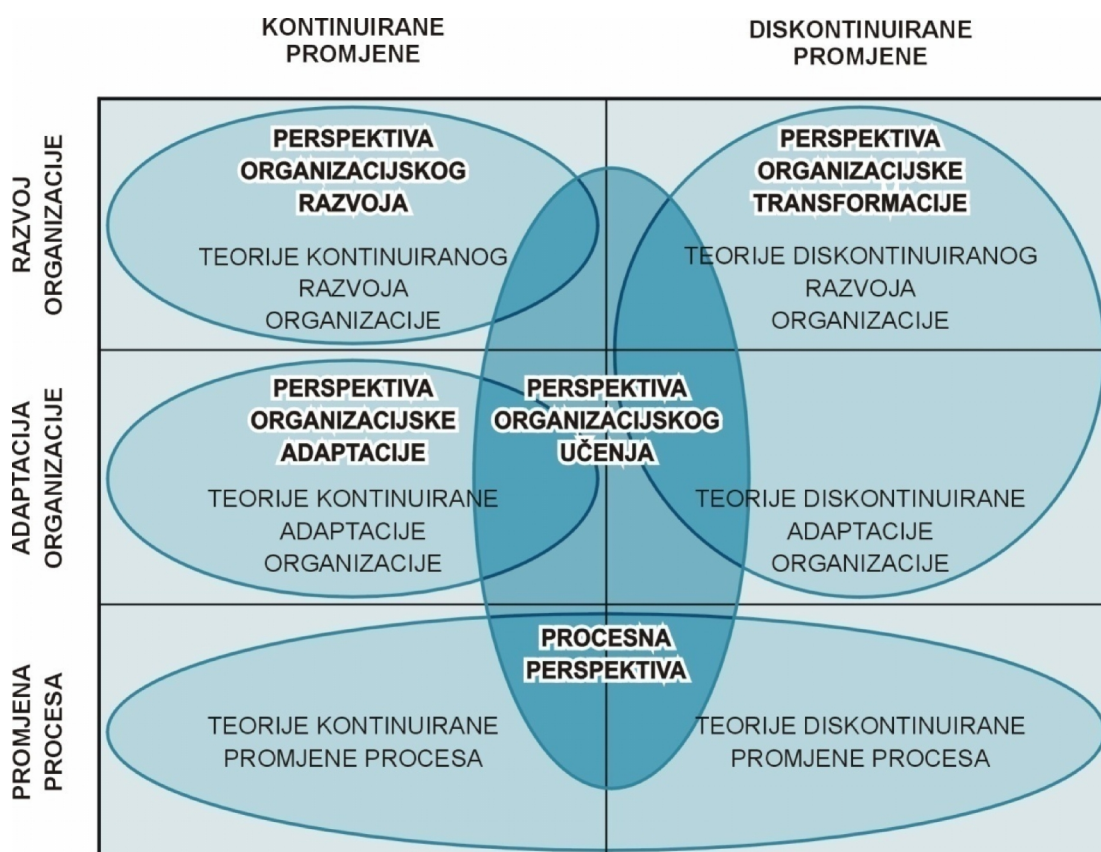 KONTINUIRANE
PROMJENE
DISKONTINUIRANE
PROMJENE
RAZVOJ
ORGANIZACIJE
PERSPEKTIVA
ORGANIZACIJSKOG
RAZVOJA
TEORIJE KONTINUIRANOG
RAZVOJA
ORGANIZACIJE
PERSPEKTIVA
ORGANIZACIJSKE
TRANSFORMACIJE
TEORIJE DISKONTINUIRANOG
RAZVOJA
ORGANIZACIJE
ADAPTACIJA
ORGANIZACIJE
PERSPEKTIVA
ORGANIZACIJSKE
ADAPTACIJE
TEORIJE KONTINUIRANE
ADAPTACIJE
ORGANIZACIJE
PERSPEKTIVA
ORGANIZACIJSKOG
UČENJA
TEORIJE DISKONTINUIRANE
ADAPTACIJE
ORGANIZACIJE
PROMJENA
PROCESA
PROCESNA
PERSPEKTIVA
TEORIJE KONTINUIRANE
PROMJENE PROCESA
TEORIJE DISKONTINUIRANE
PROMJENE PROCESA